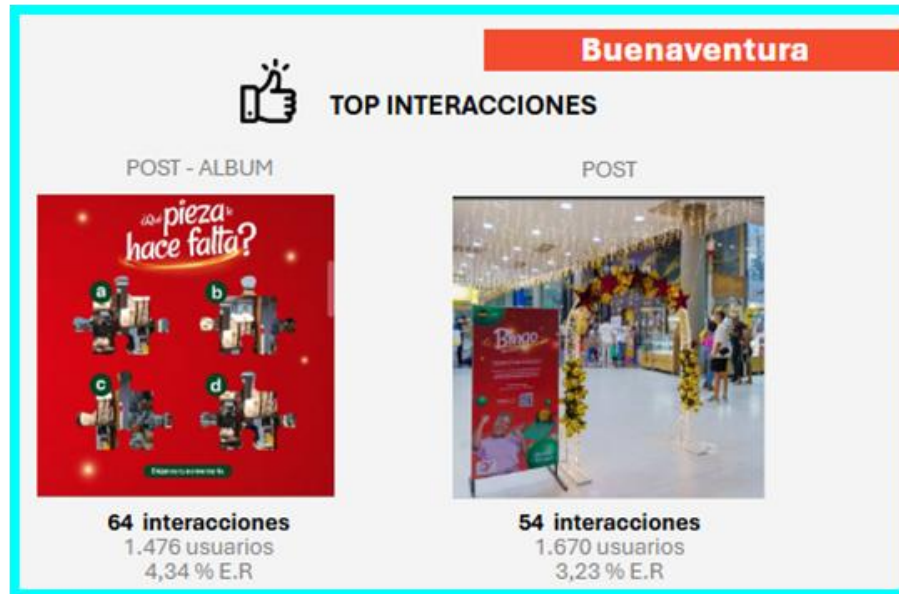 Buenaventura
TOP INTERACCIONES
POST - ALBUM
POST
¿Qué pieza te
hace falta?
a
b
c
d
Bingo
64 interacciones
1.476 usuarios
4,34 % E.R
54 interacciones
1.670 usuarios
3,23 % E.R